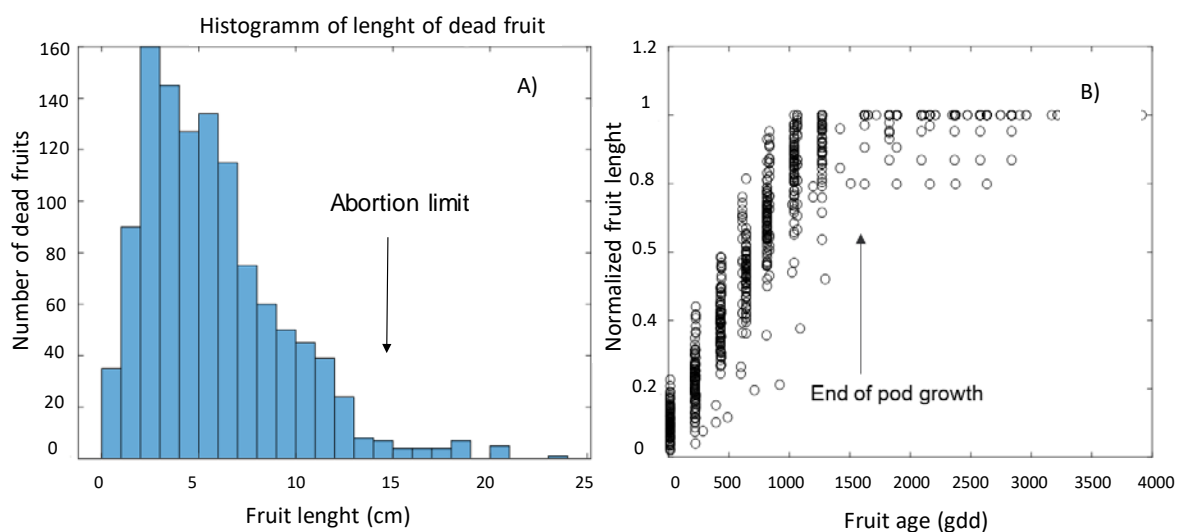 Histogramm of lenght of dead fruit
A)
Number of dead fruits
160
140
120
100
80
60
40
20
0
Abortion limit
0 5 10 15 20 25
Fruit lenght (cm)
B)
Normalized fruit lenght
1.2
1
0.8
0.5
0.4
0.2
0
End of pod growth
0 500 1000 1500 2000 2500 3000 3500 4000
Fruit age (gdd)